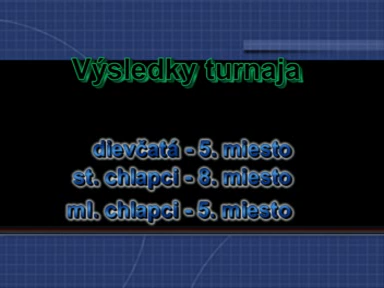 Výsledky turnaja
dievčatá - 5. miesto
st. chlapci - 8. miesto
ml. chlapci - 5. miesto